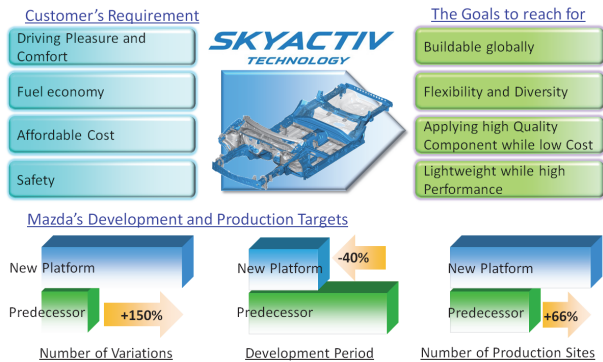 Customer's Requirement
Driving Pleasure and
Comfort
Fuel economy
Affordable Cost
Safety
SKYACTIV
TECHNOLOGY
The Goals to reach for
Buildable globally
Flexibility and Diversity
Applying high Quality
Component while low Cost
Lightweight while high
Performance
Mazda's Development and Production Targets
New Platform
Predecessor
+150%
Number of Variations
New Platform
-40%
Predecessor
Development Period
New Platform
Predecessor
+66%
Number of Production Sites